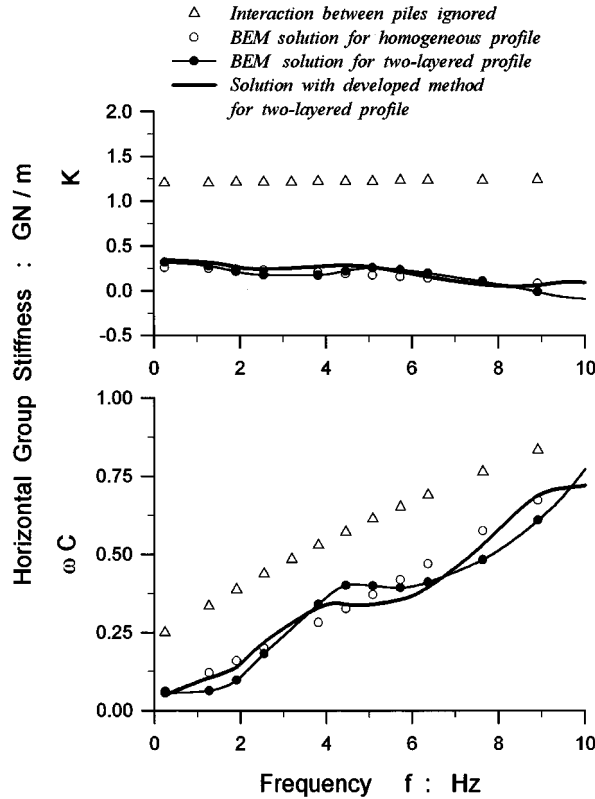 Interaction between piles ignored
BEM solution for homogeneous profile
BEM solution for two-layered profile
Solution with developed method
for two-layered profile
Horizontal Group Stiffness : GN / m
K
2.0
1.5
1.0
0.5
0.0
-0.5
0 2 4 6 8 10
ω C
1.00
0.75
0.50
0.25
0.00
0 2 4 6 8 10
Frequency f : Hz